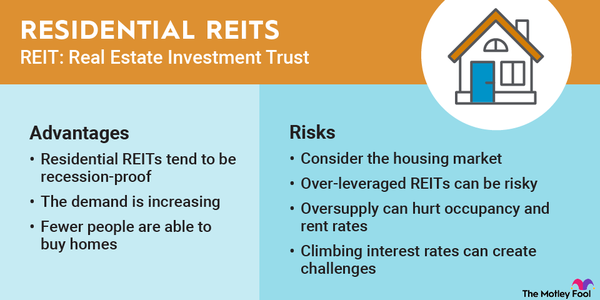 RESIDENTIAL REITS
REIT: Real Estate Investment Trust
Advantages
• Residential REITs tend to be
recession-proof
• The demand is increasing
• Fewer people are able to
buy homes
Risks
• Consider the housing market
• Over-leveraged REITs can be risky
• Oversupply can hurt occupancy and
rent rates
• Climbing interest rates can create
challenges
The Motley Fool